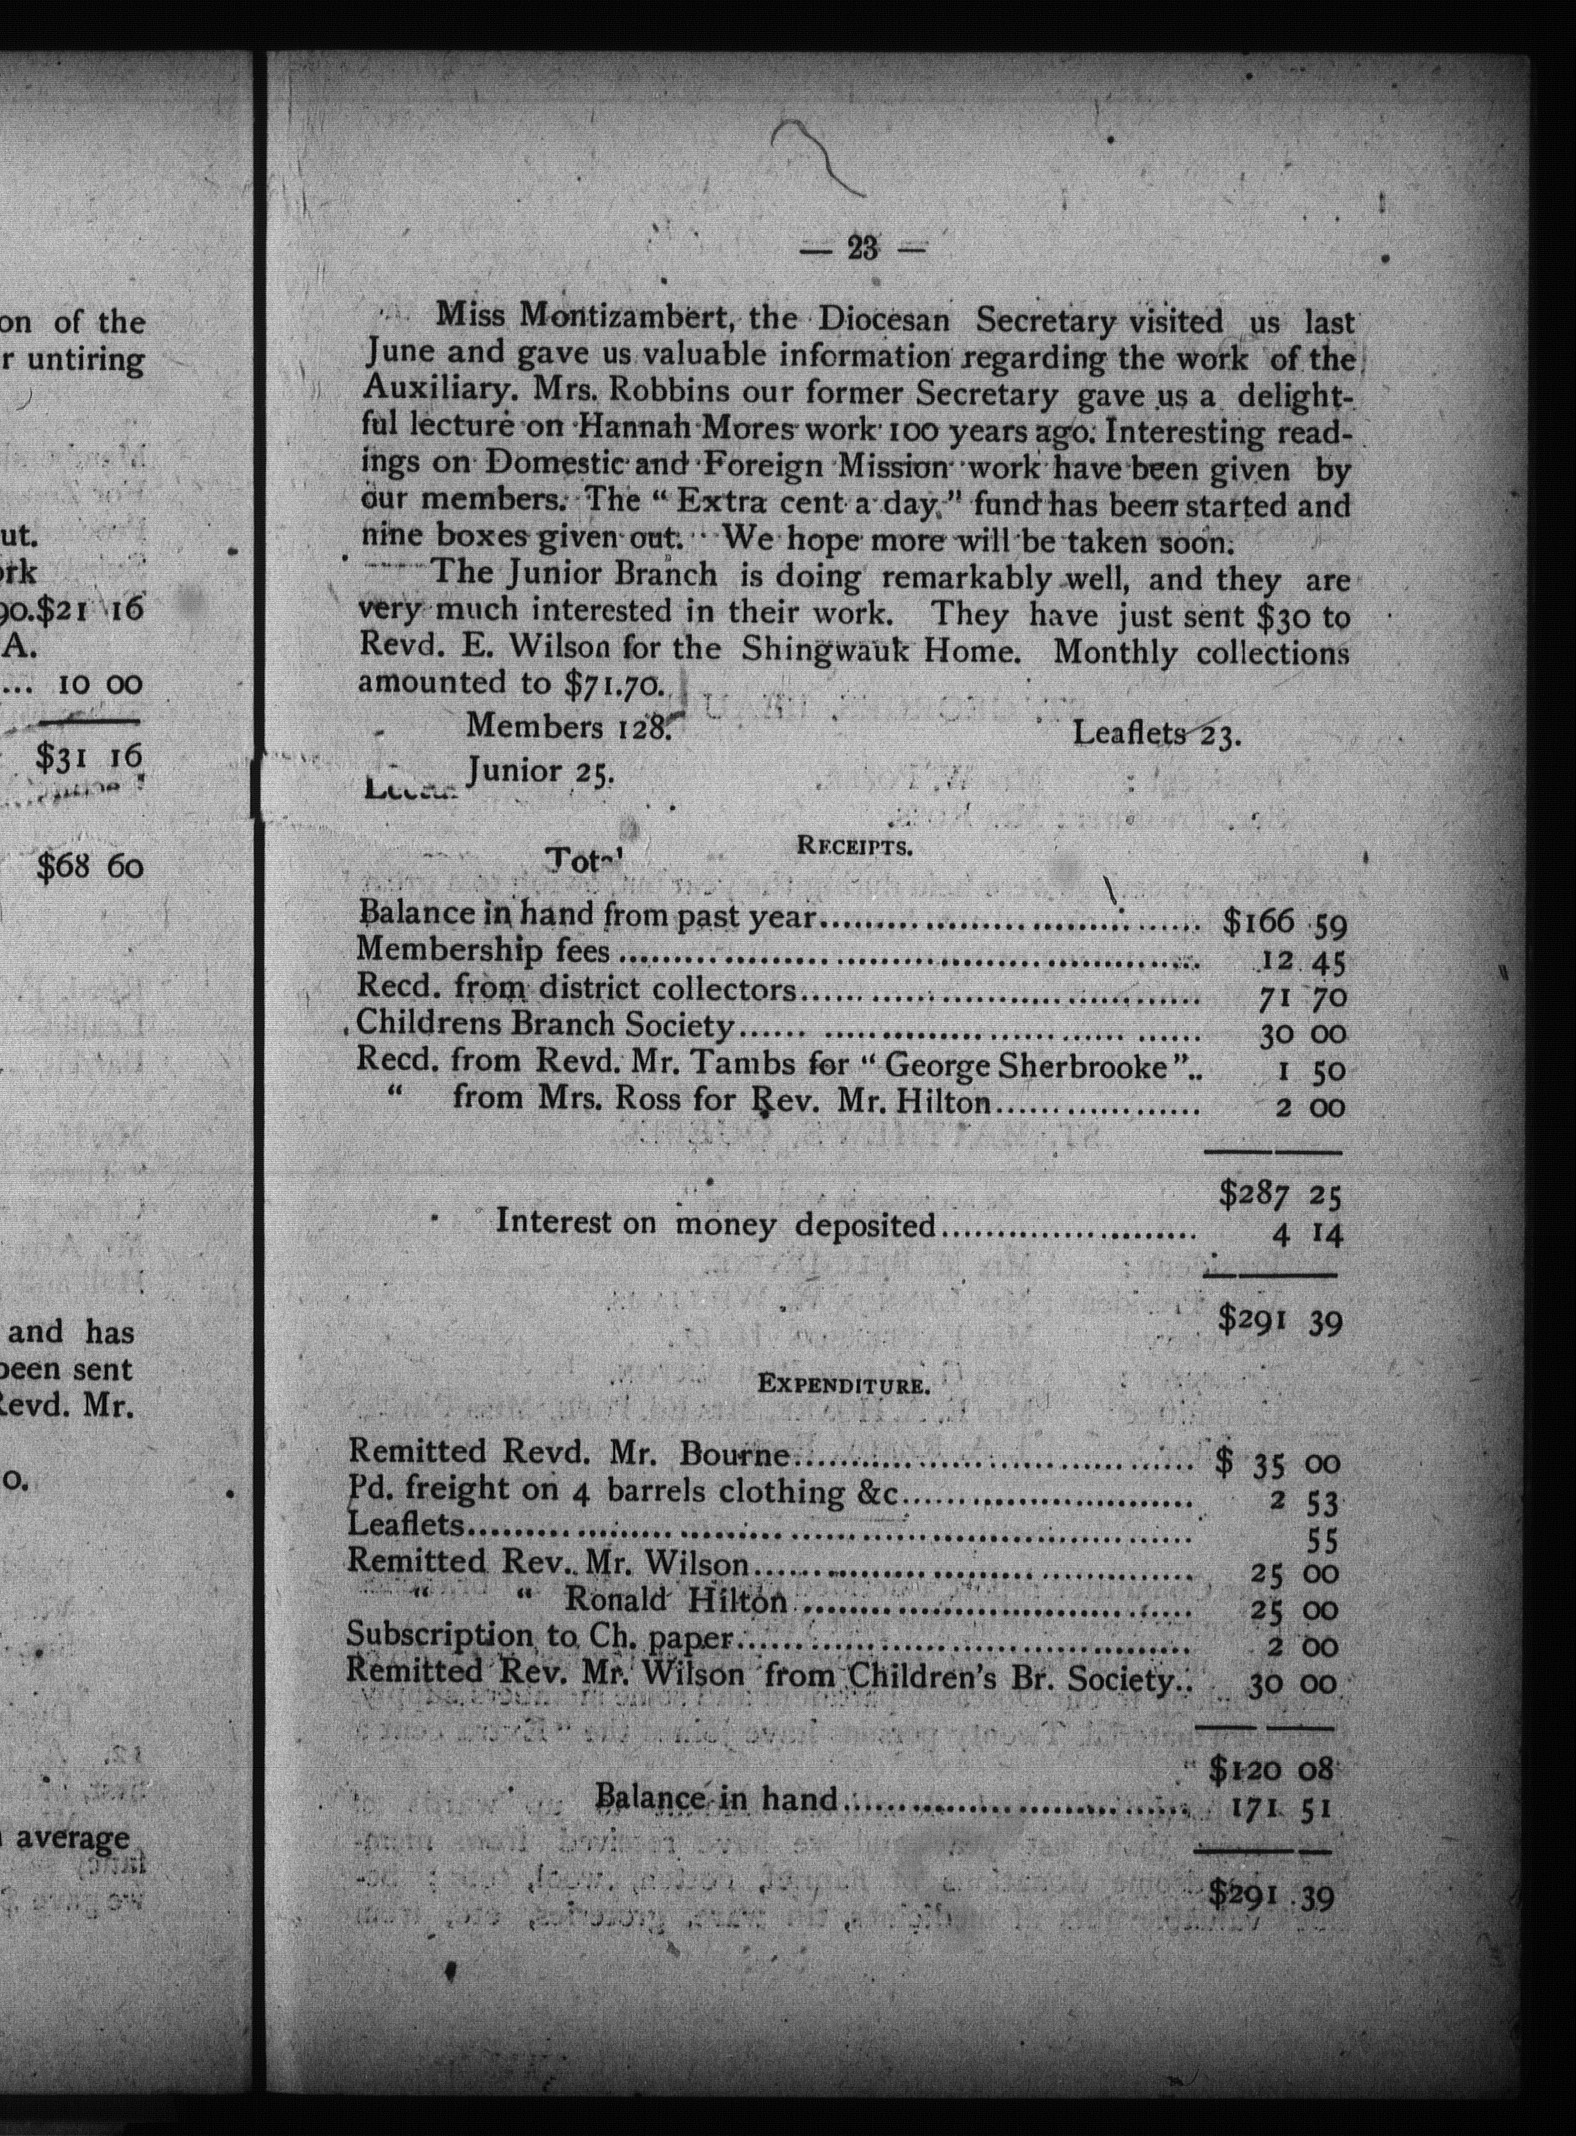 on of the
r untiring
ut.
ork
90.$21 16
A.
... 10 00
$31 16
$68 60
and has
been sent
Revd. Mr.
o.
average
— 23 —
Miss Montizambert, the Diocesan Secretary visited us last
June and gave us valuable information regarding the work of the
Auxiliary. Mrs. Robbins our former Secretary gave us a delight-
ful lecture on Hannah Mores work 100 years ago. Interesting read-
ings on Domestic and Foreign Mission work have been given by
our members. The “ Extra cent a day,” fund has been started and
nine boxes given out. We hope more will be taken soon.
The Junior Branch is doing remarkably well, and they are
very much interested in their work. They have just sent $30 to
Revd. E. Wilson for the Shingwauk Home. Monthly collections
amounted to $71.70.
Members 128. Leaflets 23.
Junior 25.
RECEIPTS.
Balance in hand from past year........................................ $166 59
Membership fees ........................................................ 12 45
Recd. from district collectors........................................ 71 70
Childrens Branch Society............................................ 30 00
Recd. from Revd. Mr. Tambs for “ George Sherbrooke ”.. 1 50
“ from Mrs. Ross for Rev. Mr. Hilton.................. 2 00
$287 25
Interest on money deposited........................ 4 14
$291 39
EXPENDITURE.
Remitted Revd. Mr. Bourne........................................ $ 35 00
Pd. freight on 4 barrels clothing &c.............................. 2 53
Leaflets.................................................................. 55
Remitted Rev. Mr. Wilson........................................ 25 00
“ “ Ronald Hilton ...................................... 25 00
Subscription to Ch. paper.......................................... 2 00
Remitted Rev. Mr. Wilson from Children's Br. Society.. 30 00
$120 08
Balance in hand.................................. 171 51
$291 39